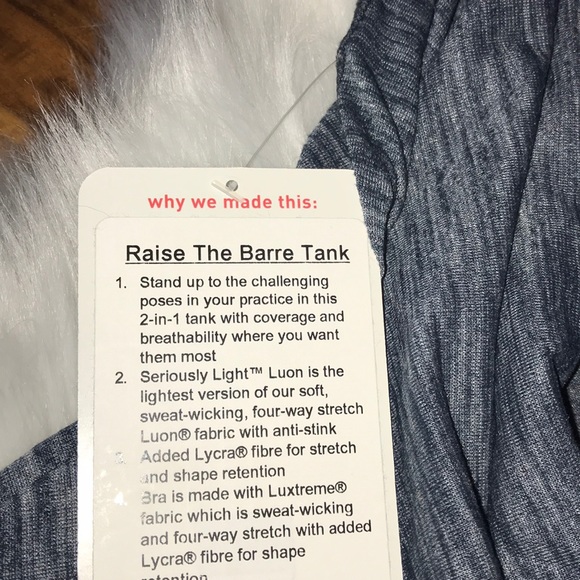 why we made this:
Raise The Barre Tank
1. Stand up to the challenging
poses in your practice in this
2-in-1 tank with coverage and
breathability where you want
them most
2. Seriously Light™ Luon is the
lightest version of our soft,
sweat-wicking, four-way stretch
Luon® fabric with anti-stink
3. Added Lycra® fibre for stretch
and shape retention
Bra is made with Luxtreme®
fabric which is sweat-wicking
and four-way stretch with added
Lycra® fibre for shape
retention